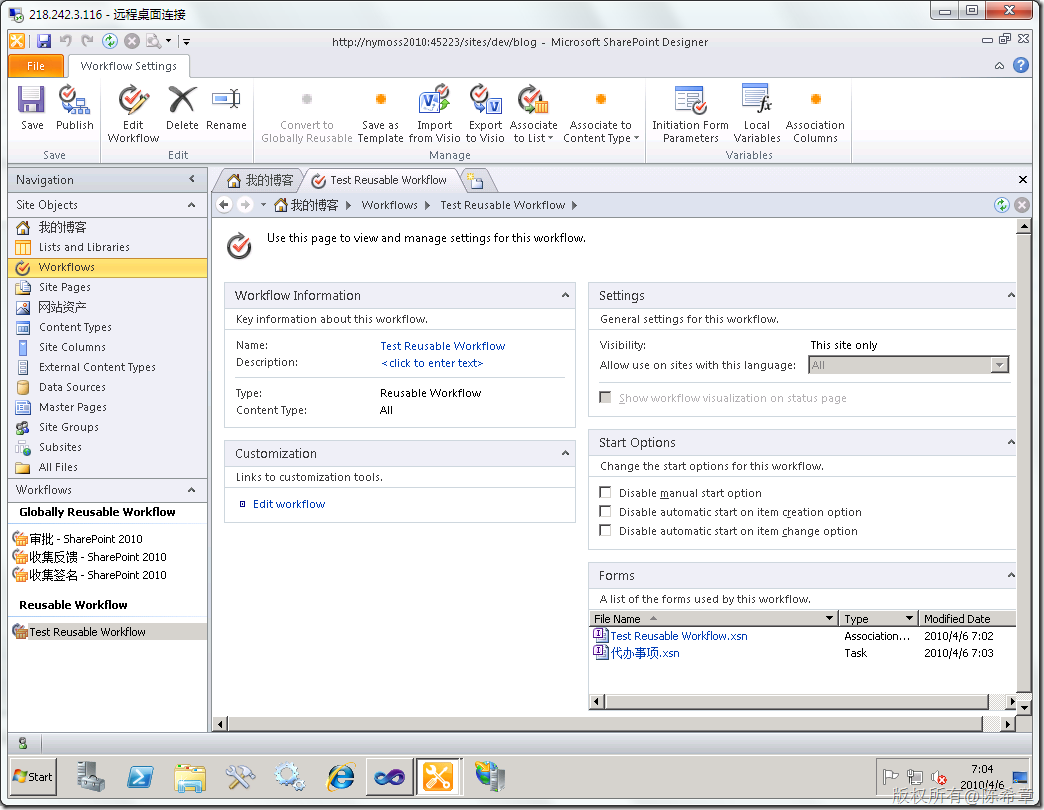 218.242.3.116 - 远程桌面连接
http://nymoss2010:45223/sites/dev/blog - Microsoft SharePoint Designer
File
Workflow Settings
Save
Publish
Edit Workflow
Delete
Rename
Convert to Globally Reusable
Save as Template
Import from Visio
Export to Visio
Associate to List
Associate to Content Type
Initiation Form Parameters
Local Variables
Association Columns
Save
Edit
Manage
Variables
Navigation
我的博客
Test Reusable Workflow
Site Objects
我的博客
Workflows
Test Reusable Workflow
我的博客
Lists and Libraries
Workflows
Site Pages
网站资产
Content Types
Site Columns
External Content Types
Data Sources
Master Pages
Site Groups
Subsites
All Files
Workflows
Globally Reusable Workflow
审批 - SharePoint 2010
收集反馈 - SharePoint 2010
收集签名 - SharePoint 2010
Reusable Workflow
Test Reusable Workflow
Use this page to view and manage settings for this workflow.
Workflow Information
Key information about this workflow.
Name: Test Reusable Workflow
Description: <click to enter text>
Type: Reusable Workflow
Content Type: All
Customization
Links to customization tools.
Edit workflow
Settings
General settings for this workflow.
Visibility: This site only
Allow use on sites with this language: All
Show workflow visualization on status page
Start Options
Change the start options for this workflow.
Disable manual start option
Disable automatic start on item creation option
Disable automatic start on item change option
Forms
A list of the forms used by this workflow.
File Name Type Modified Date
Test Reusable Workflow.xsn Association... 2010/4/6 7:02
代办事项.xsn Task 2010/4/6 7:03
Start
7:04
2010/4/6
版权所有@陈希章